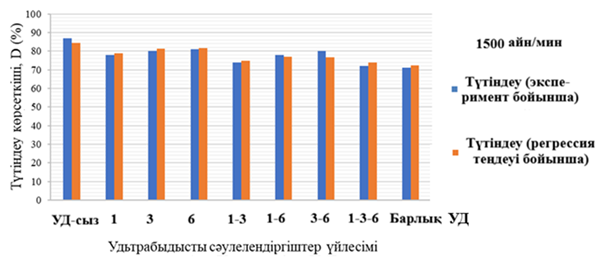 Түтіндеу көрсеткіші, D (%)
100
90
80
70
60
50
40
30
20
10
0
УД-сыз 1 3 6 1-3 1-6 3-6 1-3-6 Барлық УД
Удьтрабыдысты сәулелендіргіштер үйлесімі
1500 айн/мин
Түтіндеу (экспе-
римент бойынша)
Түтіндеу (регрессия
теңдеуі бойынша)